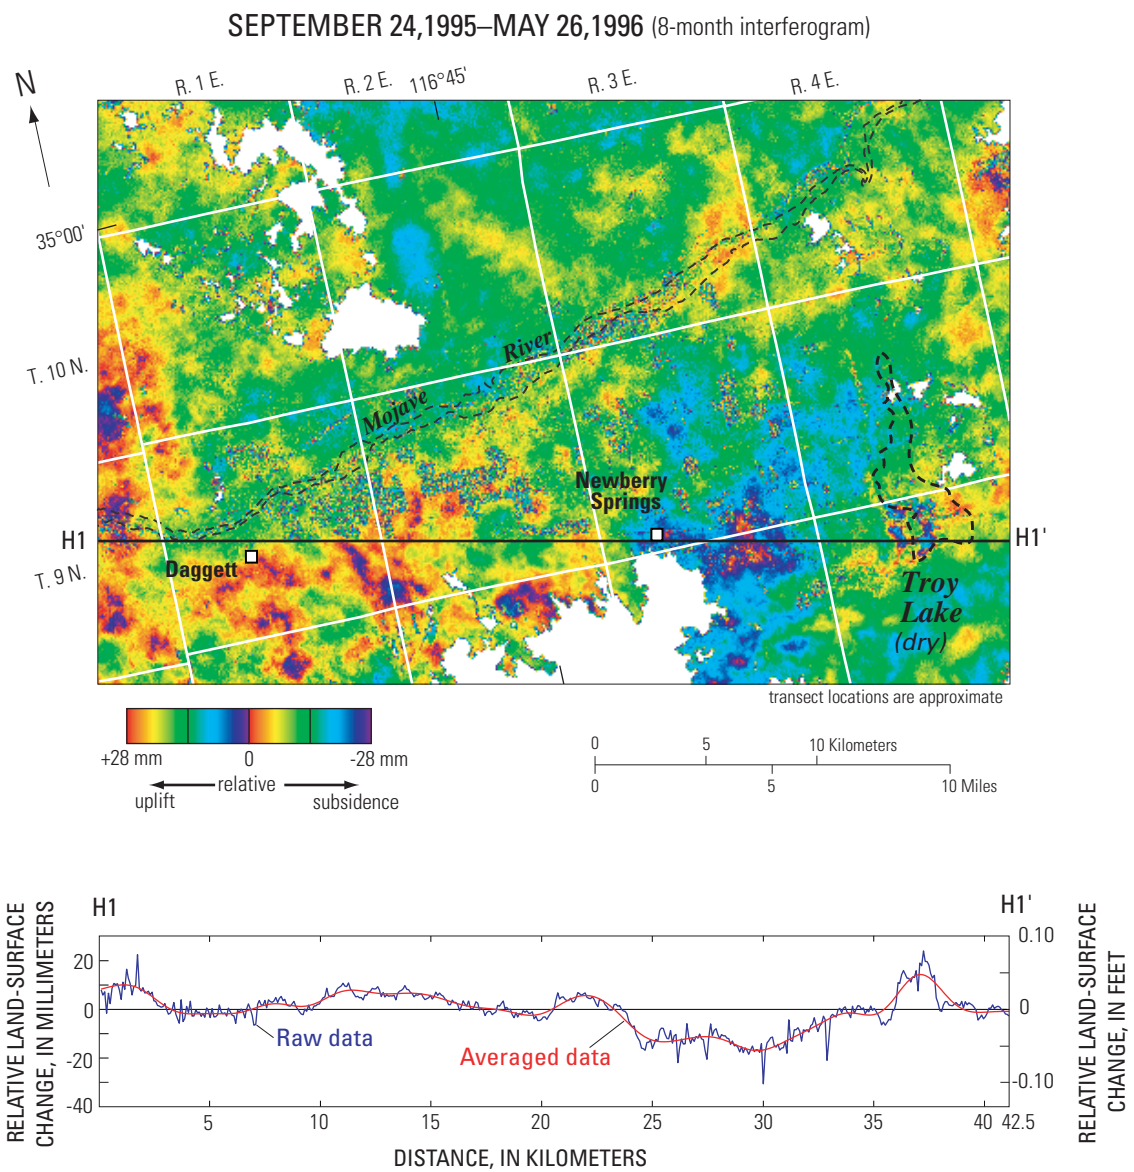 SEPTEMBER 24,1995–MAY 26,1996 (8-month interferogram)
N
R. 1 E.
R. 2 E.
116°45'
R. 3 E.
R. 4 E.
35°00'
T. 10 N.
River
Mojave
Newberry
Springs
H1
H1'
Daggett
T. 9 N.
Troy
Lake
(dry)
transect locations are approximate
+28 mm 0 -28 mm
relative
uplift subsidence
0 5 10 Kilometers
0 5 10 Miles
H1 H1'
RELATIVE LAND-SURFACE
CHANGE, IN MILLIMETERS
20
0
-20
-40
0.10
0
-0.10
RELATIVE LAND-SURFACE
CHANGE, IN FEET
Raw data
Averaged data
5 10 15 20 25 30 35 40 42.5
DISTANCE, IN KILOMETERS